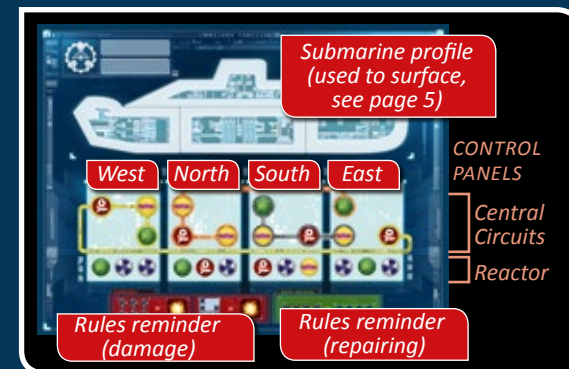 Submarine profile
(used to surface,
see page 5)
West
North
South
East
CONTROL
PANELS
Central
Circuits
Reactor
Rules reminder
(damage)
Rules reminder
(repairing)